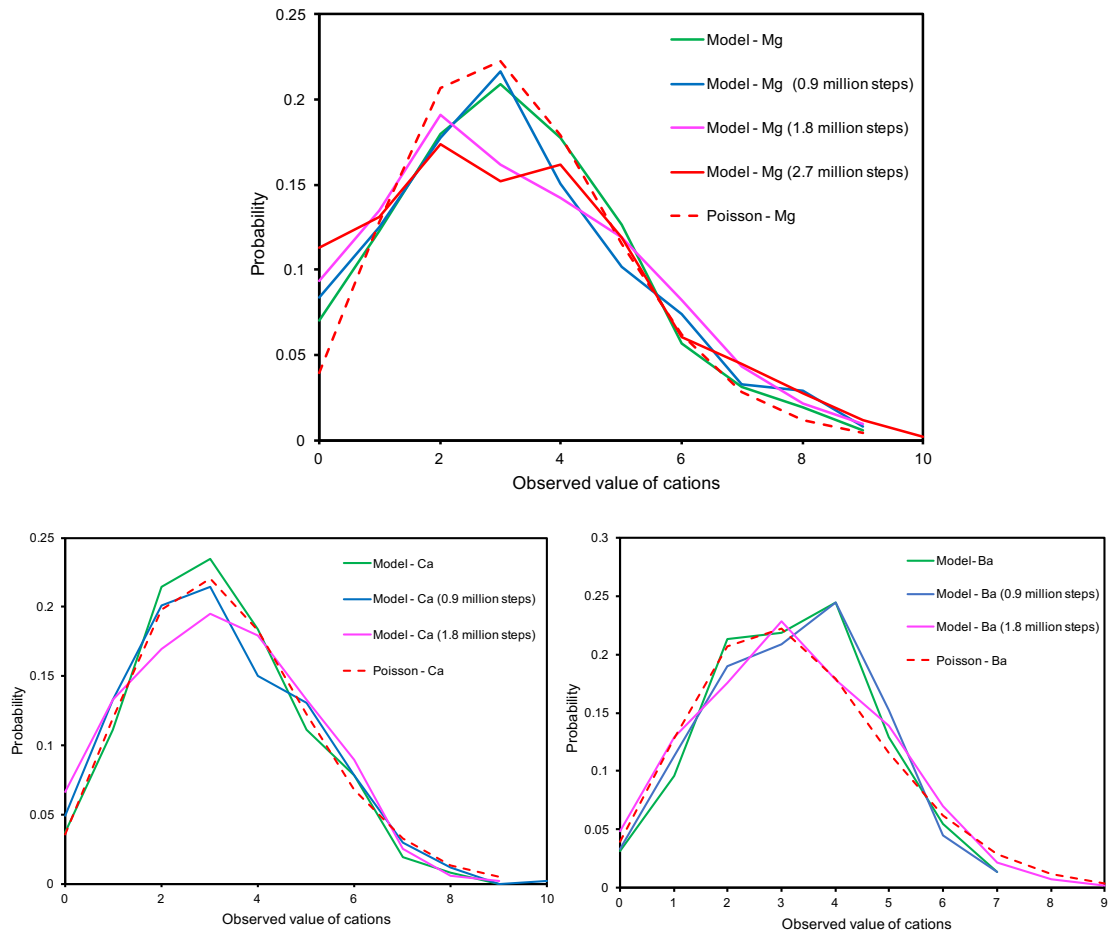 0.25
0.2
0.15
0.1
0.05
0
Probability
0
2
4
6
8
10
Observed value of cations
Model - Mg
Model - Mg (0.9 million steps)
Model - Mg (1.8 million steps)
Model - Mg (2.7 million steps)
Poisson - Mg
0.25
0.2
0.15
0.1
0.05
0
Probability
0
2
4
6
8
10
Observed value of cations
Model - Ca
Model - Ca (0.9 million steps)
Model - Ca (1.8 million steps)
Poisson - Ca
0.3
0.25
0.2
0.15
0.1
0.05
0
Probability
0
1
2
3
4
5
6
7
8
9
Observed value of cations
Model- Ba
Model - Ba (0.9 million steps)
Model - Ba (1.8 million steps)
Poisson - Ba